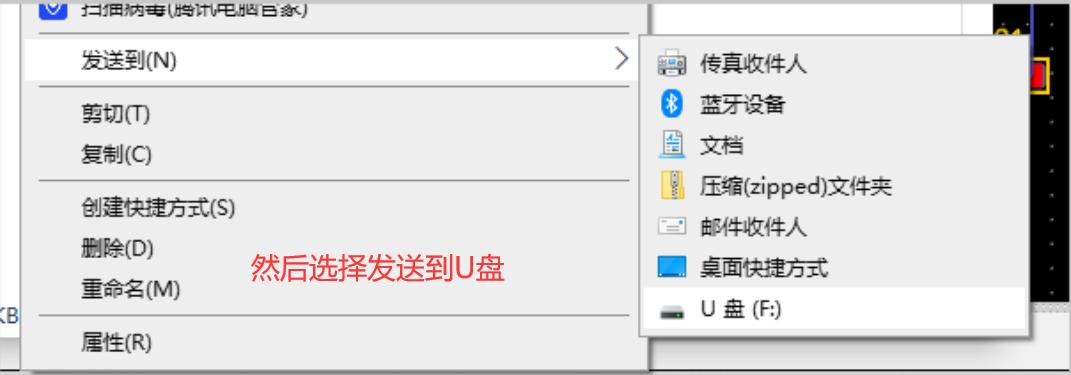 扫描病毒(腾讯电脑管家)
发送到(N)
剪切(T)
复制(C)
创建快捷方式(S)
删除(D)
重命名(M)
属性(R)
然后选择发送到U盘
传真收件人
蓝牙设备
文档
压缩(zipped)文件夹
邮件收件人
桌面快捷方式
U 盘 (F:)
KB